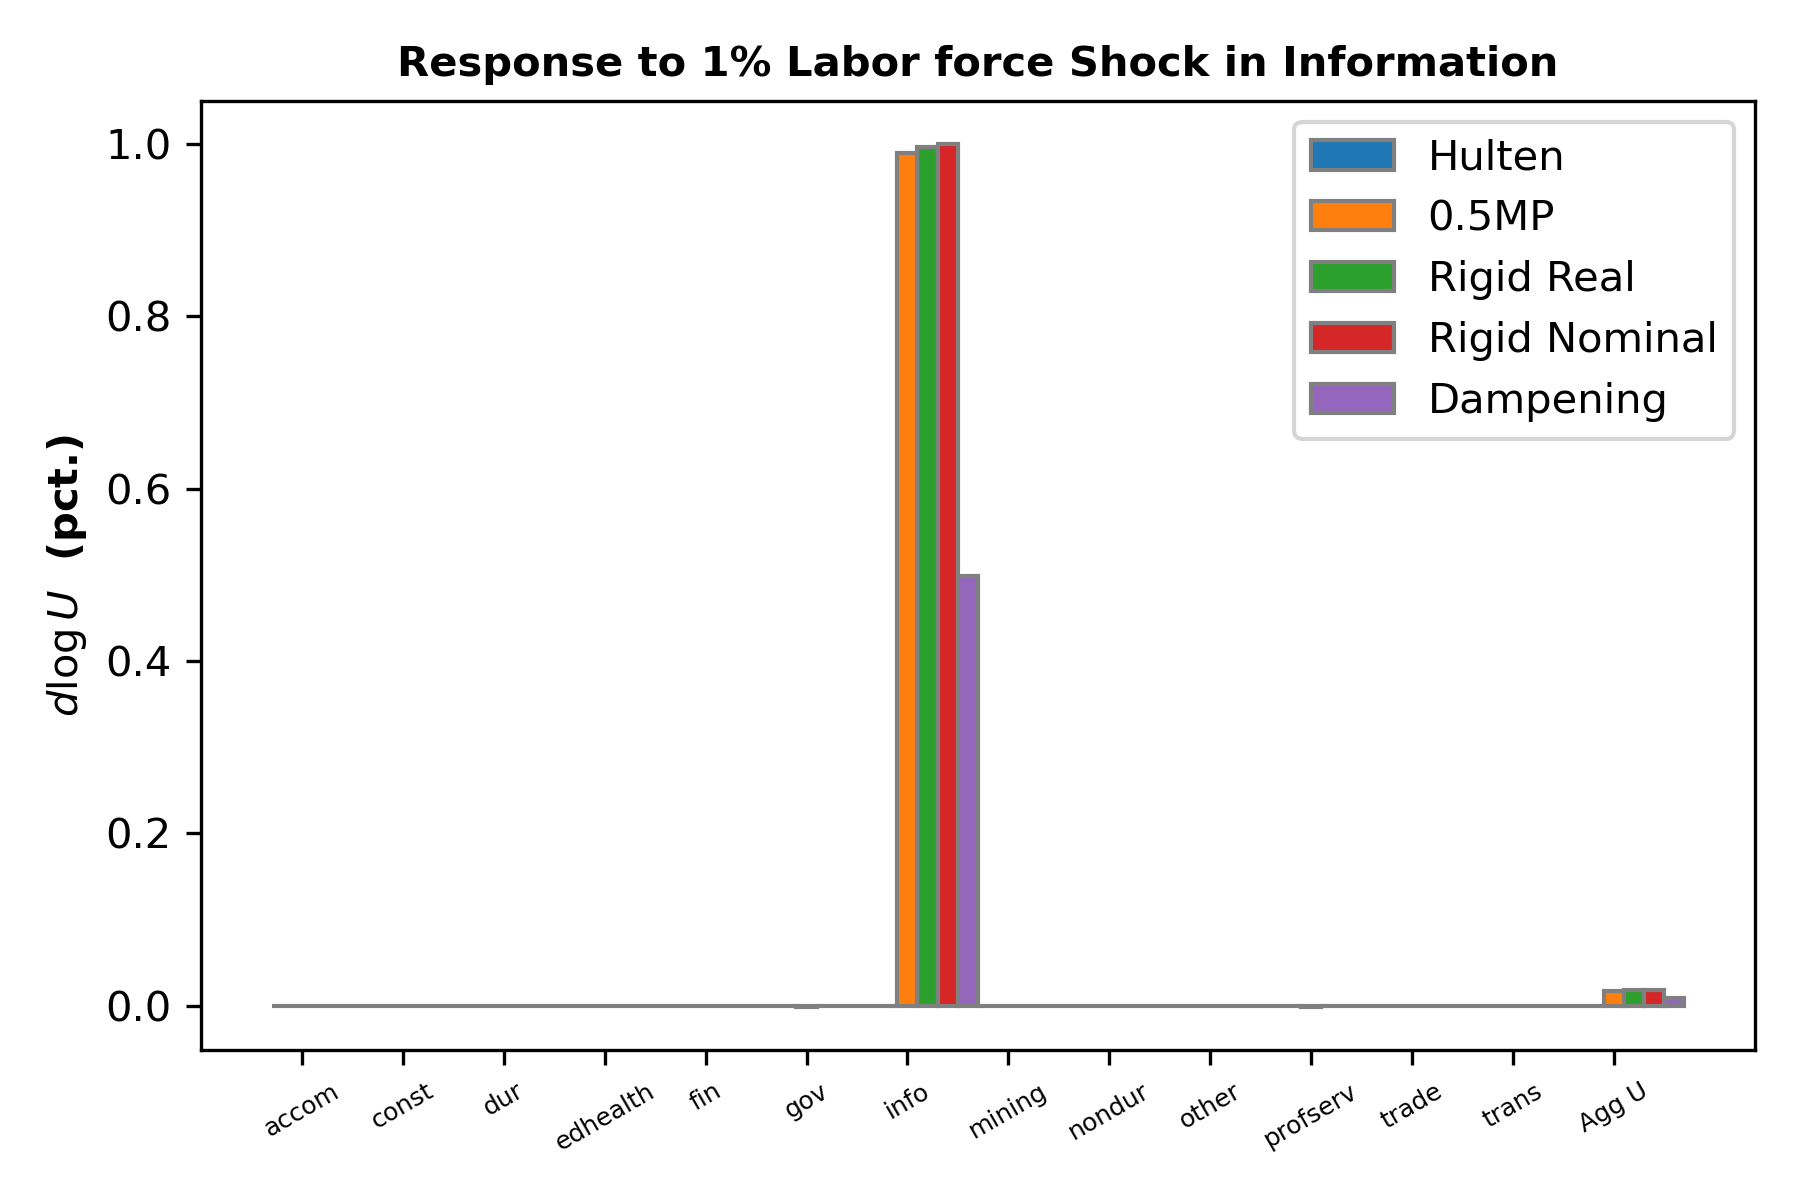 Response to 1% Labor force Shock in Information
dlog U (pct.)
1.0
0.8
0.6
0.4
0.2
0.0
Hulten
0.5MP
Rigid Real
Rigid Nominal
Dampening
accom const dur edhealth fin gov info mining nondur other profserv trade trans Agg U